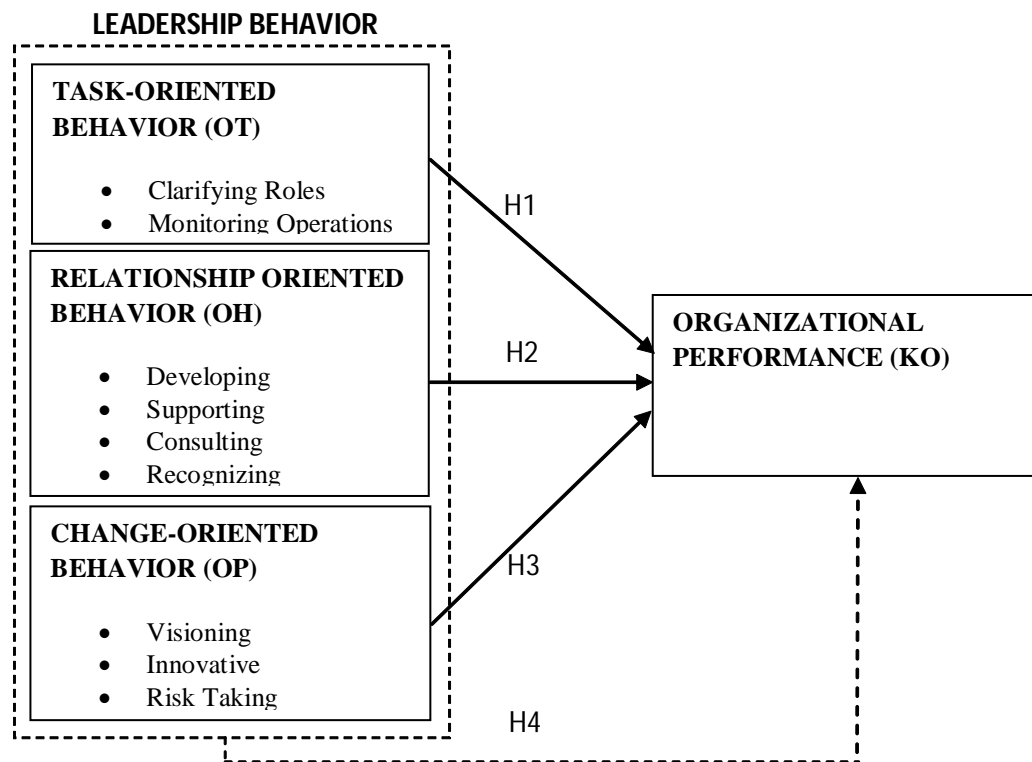 LEADERSHIP BEHAVIOR
TASK-ORIENTED
BEHAVIOR (OT)
• Clarifying Roles
• Monitoring Operations
RELATIONSHIP ORIENTED
BEHAVIOR (OH)
• Developing
• Supporting
• Consulting
• Recognizing
CHANGE-ORIENTED
BEHAVIOR (OP)
• Visioning
• Innovative
• Risk Taking
H1
H2
H3
H4
ORGANIZATIONAL
PERFORMANCE (KO)